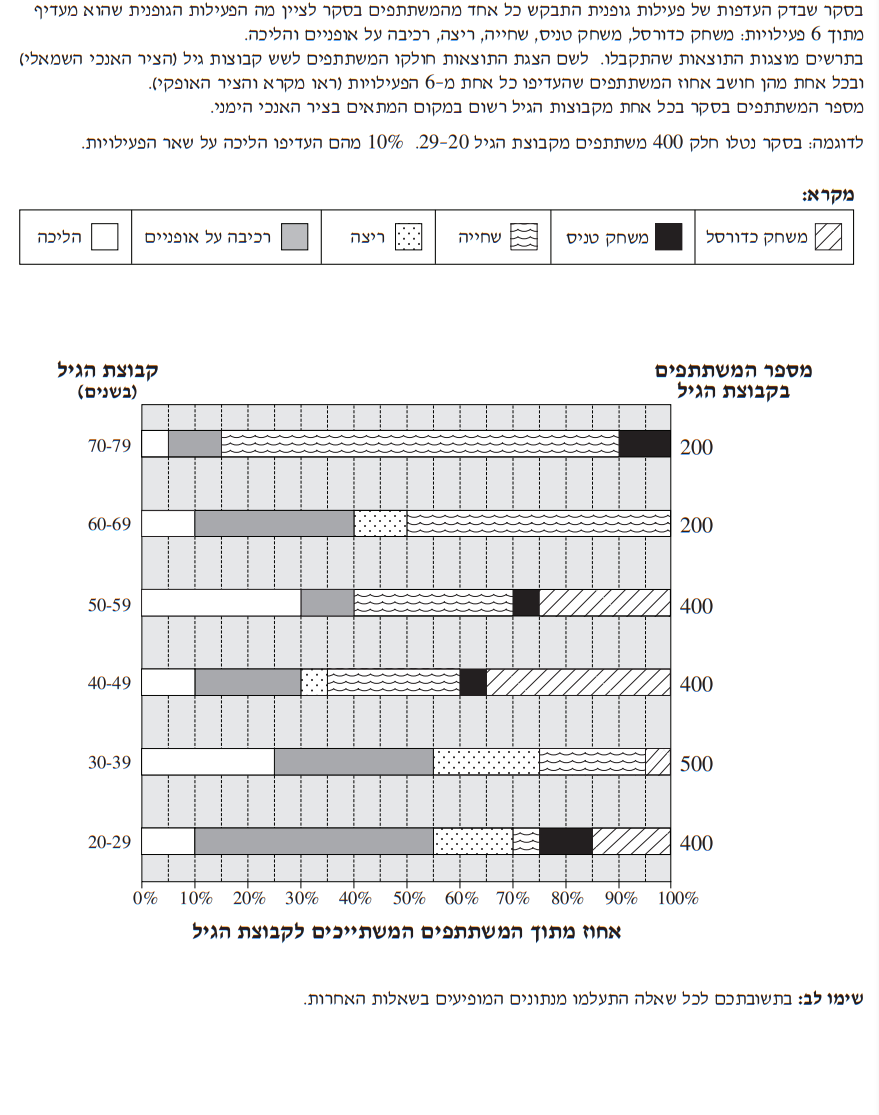 בסקר שבדק העדפות של פעילות גופנית התבקש כל אחד מהמשתתפים בסקר לציין מה הפעילות הגופנית שהוא מעדיף
מתוך 6 פעילויות: משחק כדורסל, משחק טניס, שחייה, ריצה, רכיבה על אופניים והליכה.
בתרשים מוצגות התוצאות שהתקבלו. לשם הצגת התוצאות חולקו המשתתפים לשש קבוצות גיל (הציר האנכי השמאלי)
ובכל אחת מהן חושב אחוז המשתתפים שהעדיפו כל אחת מ-6 הפעילויות (ראו מקרא והציר האופקי).
מספר המשתתפים בסקר בכל אחת מקבוצות הגיל רשום במקום המתאים בציר האנכי הימני.
לדוגמה: בסקר נטלו חלק 400 משתתפים מקבוצת הגיל 29-20. 10% מהם העדיפו הליכה על שאר הפעילויות.
מקרא:
משחק כדורסל משחק טניס שחייה ריצה רכיבה על אופניים הליכה
מספר המשתתפים קבוצת הגיל
בקבוצת הגיל (בשנים)
70-79 200
60-69 200
50-59 400
40-49 400
30-39 500
20-29 400
0% 10% 20% 30% 40% 50% 60% 70% 80% 90% 100%
אחוז מתוך המשתתפים המשתייכים לקבוצת הגיל
שימו לב: בתשובתכם לכל שאלה התעלמו מנתונים המופיעים בשאלות האחרות.